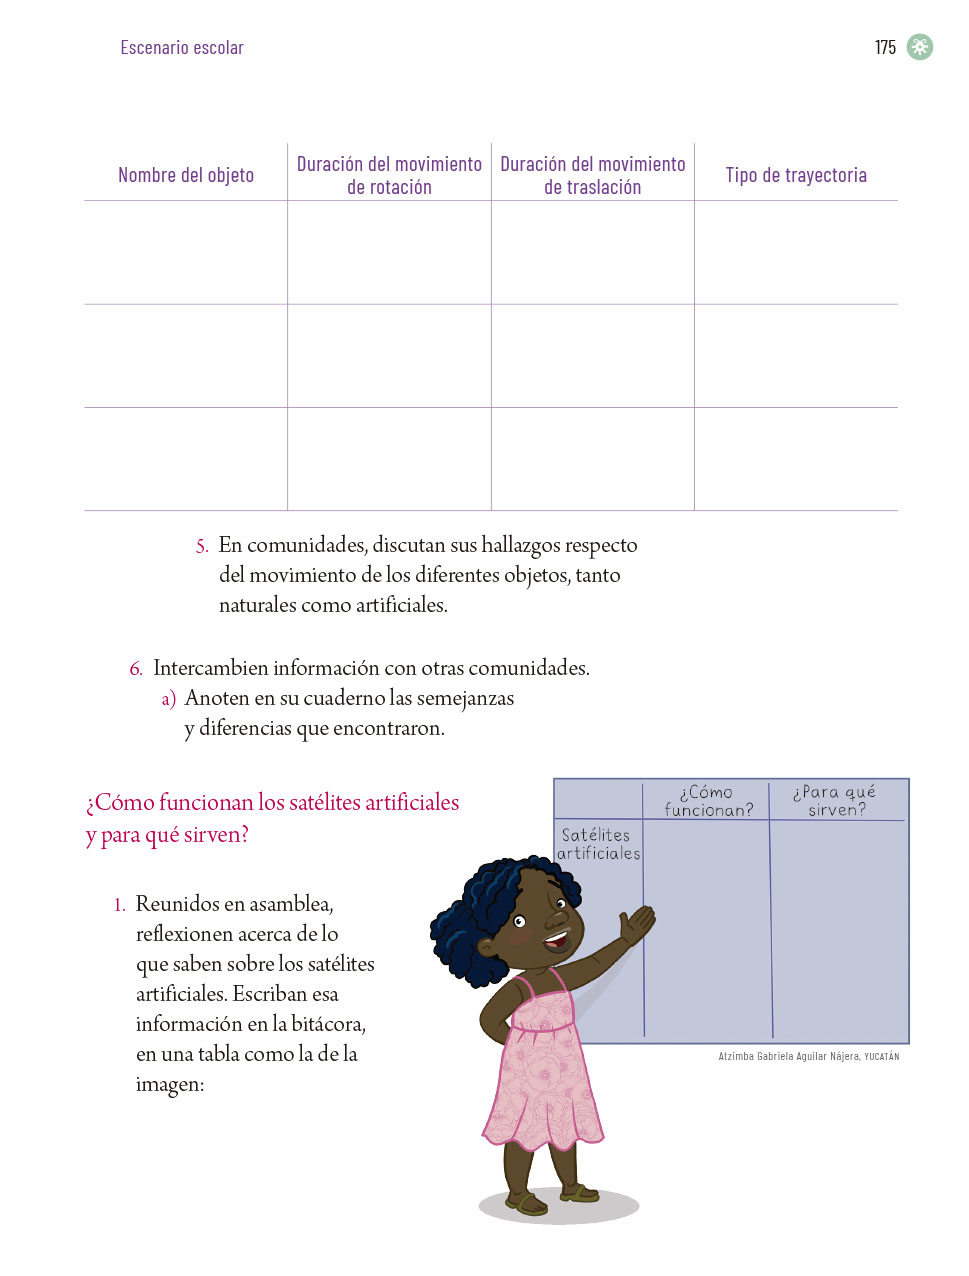 Escenario escolar
175
Nombre del objeto
Duración del movimiento
de rotación
Duración del movimiento
de traslación
Tipo de trayectoria
5. En comunidades, discutan sus hallazgos respecto
del movimiento de los diferentes objetos, tanto
naturales como artificiales.
6. Intercambien información con otras comunidades.
a) Anoten en su cuaderno las semejanzas
y diferencias que encontraron.
¿Cómo funcionan los satélites artificiales
y para qué sirven?
1. Reunidos en asamblea,
reflexionen acerca de lo
que saben sobre los satélites
artificiales. Escriban esa
información en la bitácora,
en una tabla como la de la
imagen:
¿Cómo
funcionan?
¿Para qué
sirven?
Satélites
artificiales
Atzimba Gabriela Aguilar Nájera, YUCATÁN